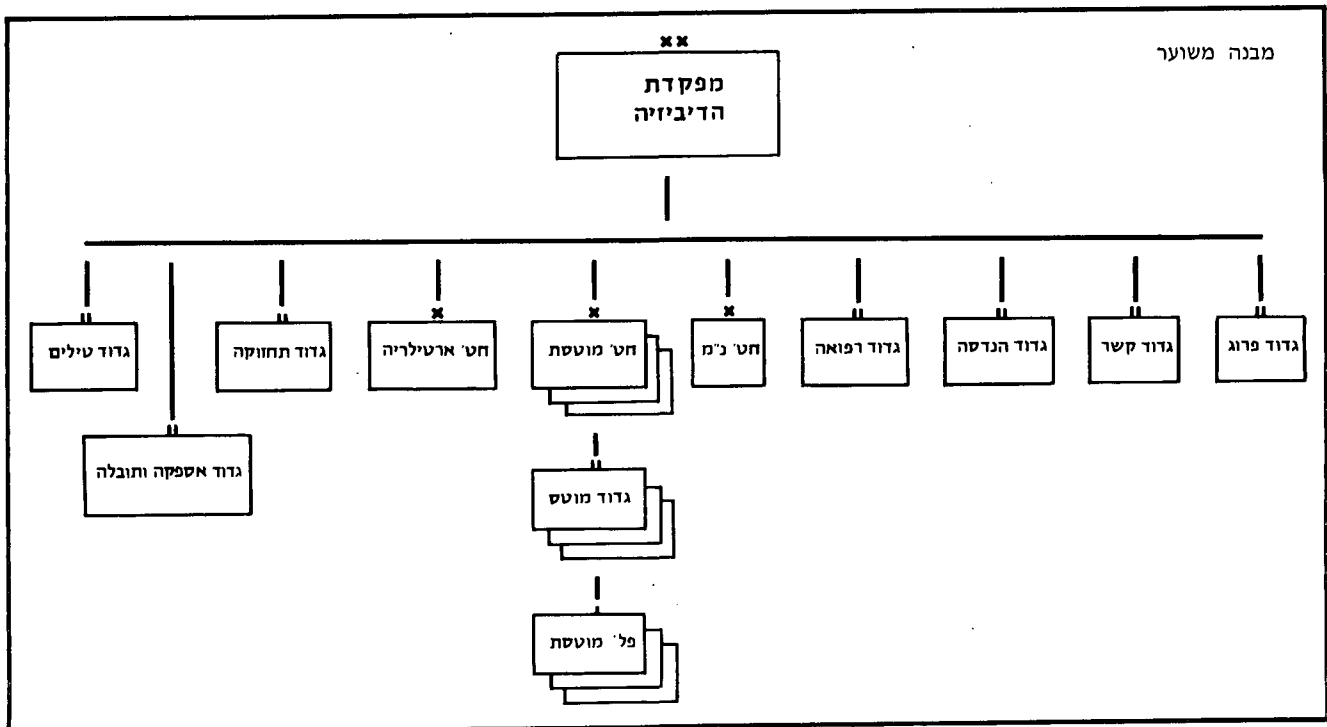 מבנה משוער
××
מפקדת
הדיביזיה
גדוד פרוג
גדוד קשר
גדוד הנדסה
גדוד רפואה
×
חט' נ"מ
×
חט' מוטסת
×
חט' ארטילריה
גדוד תחזוקה
גדוד טילים
גדוד אספקה ותובלה
גדוד מוטס
פל' מוטסת